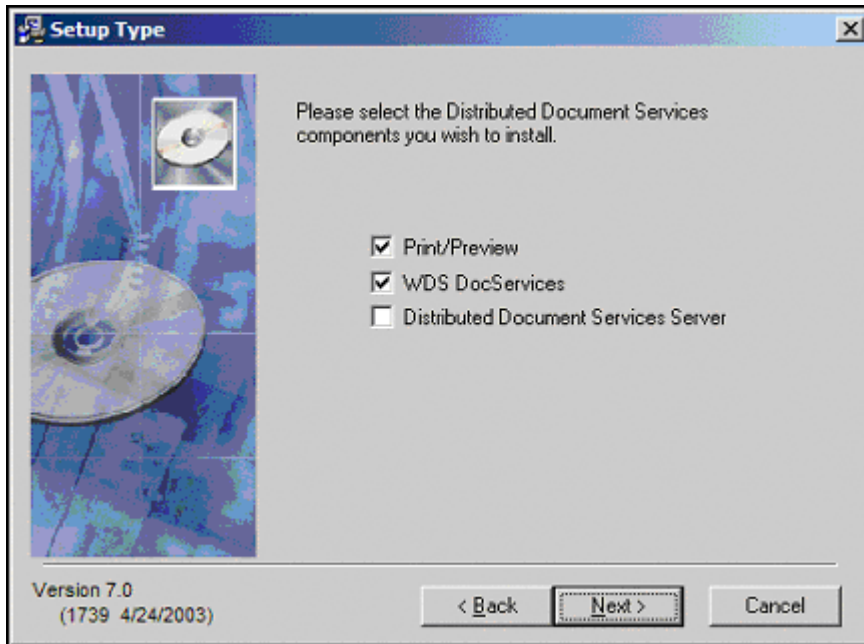 Setup Type
Please select the Distributed Document Services
components you wish to install.
Print/Preview
WDS DocServices
Distributed Document Services Server
Version 7.0
(1739 4/24/2003)
< Back
Next >
Cancel